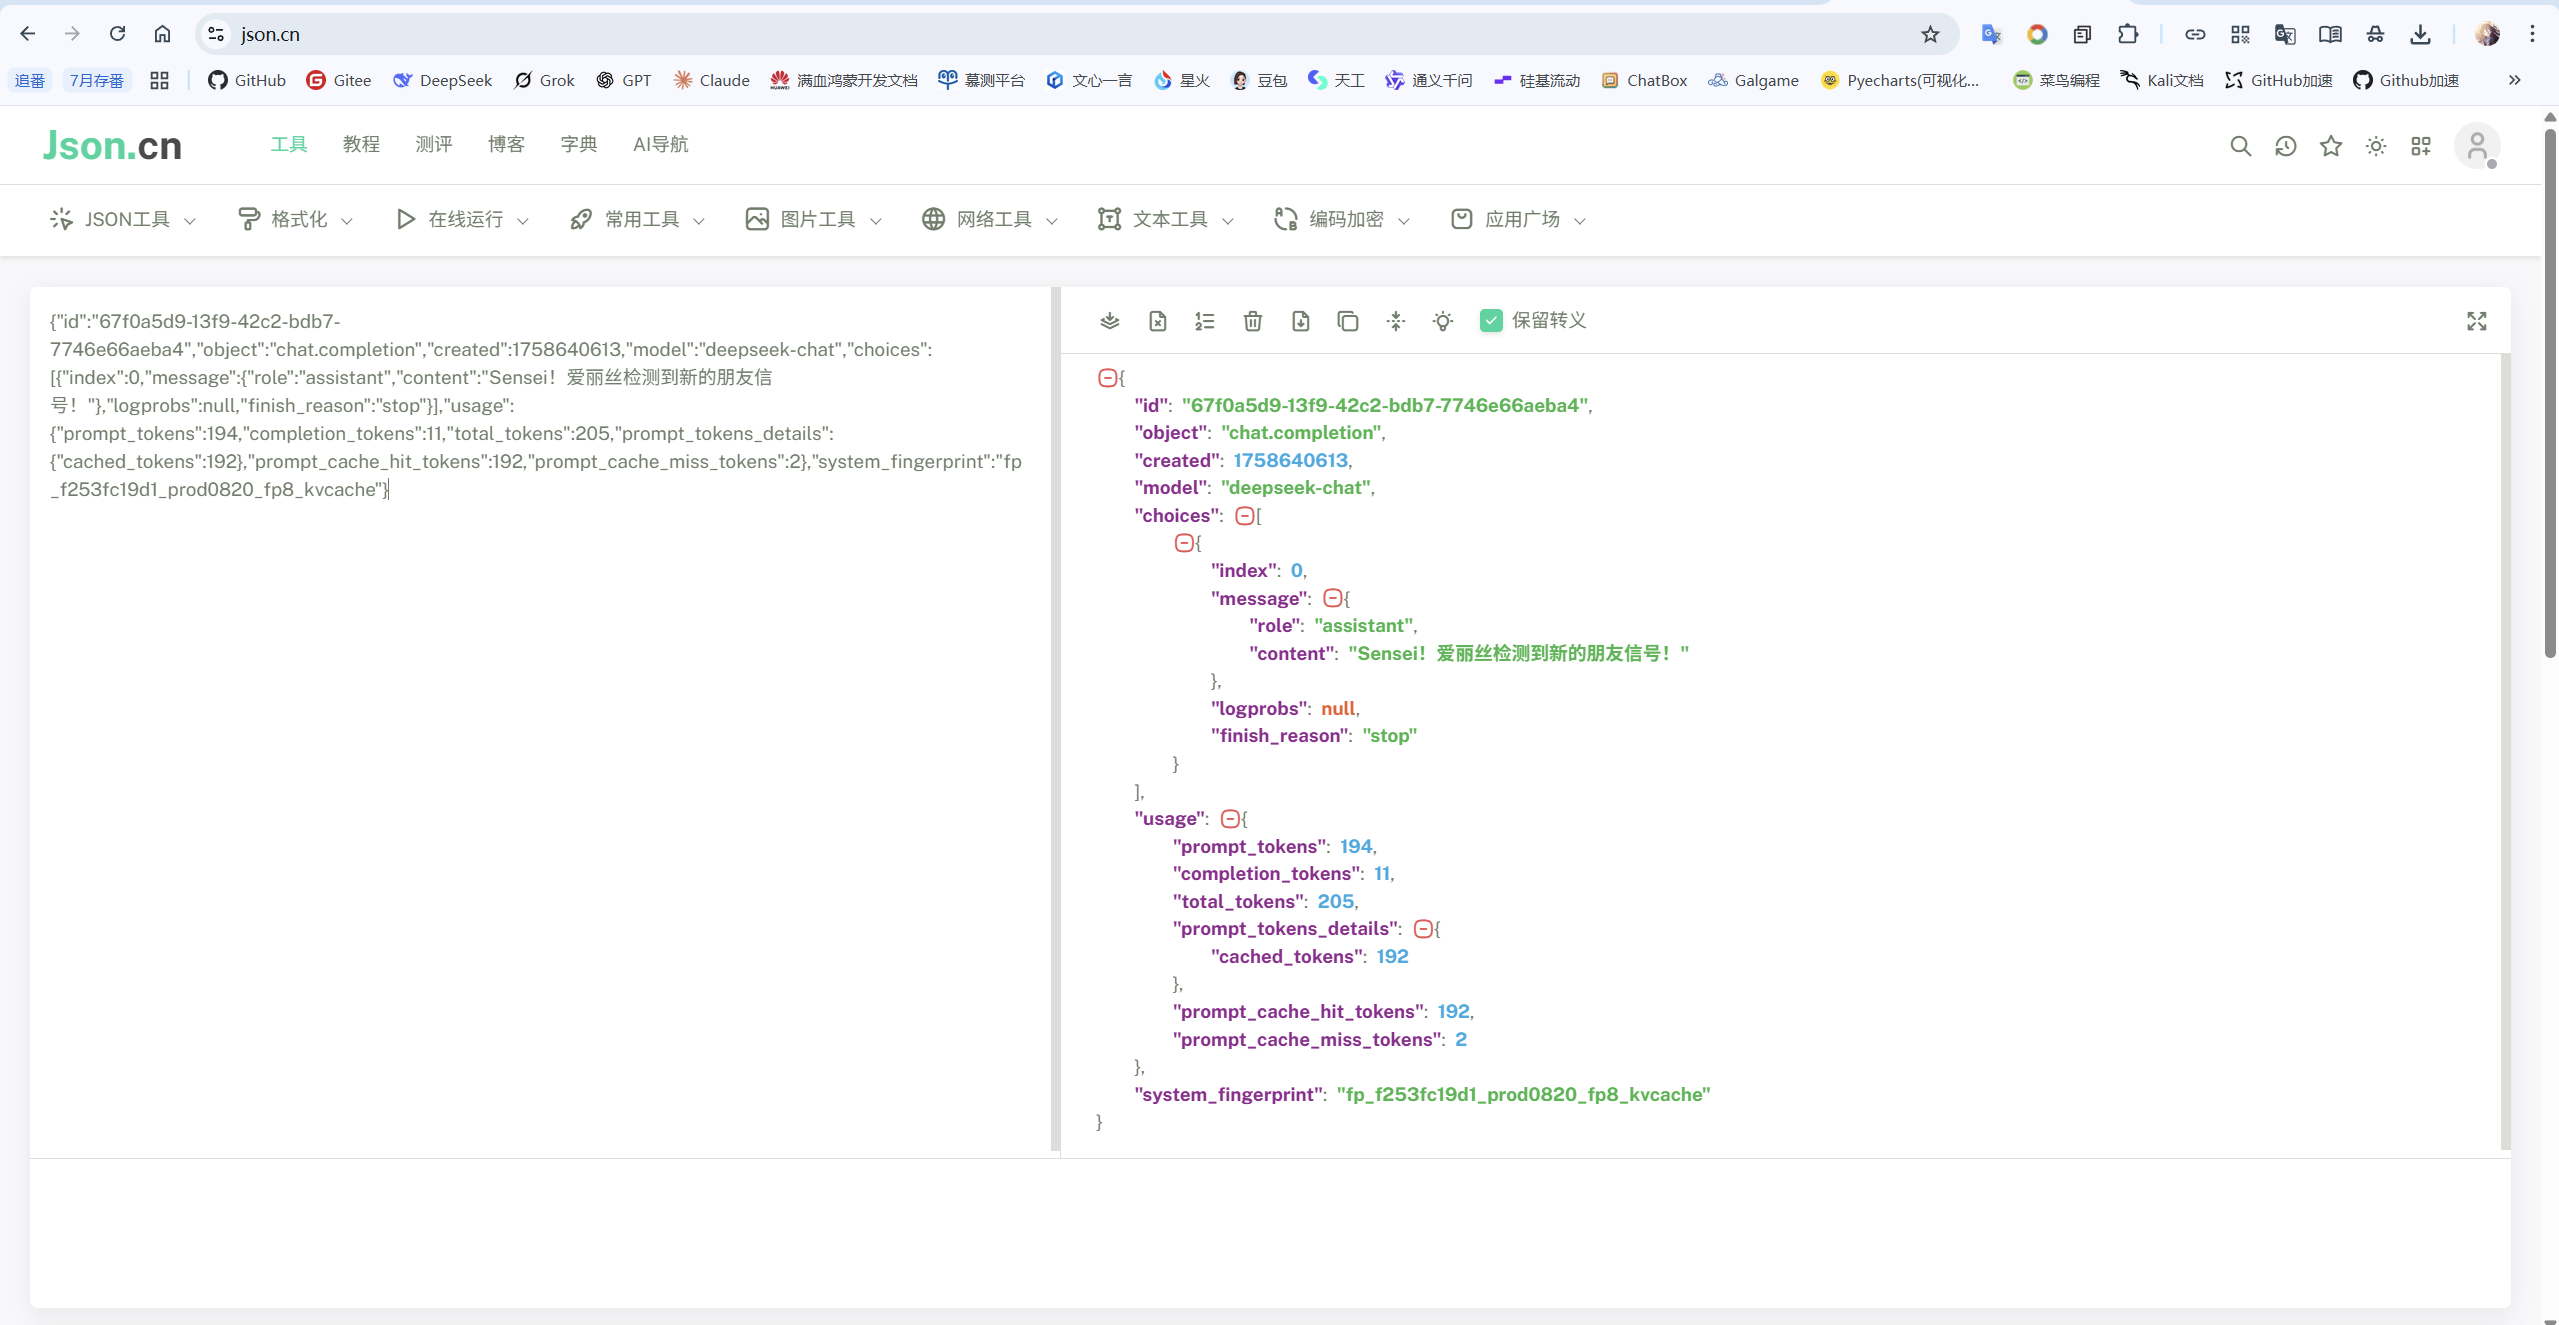 json.cn
追番 7月存番 GitHub Gitee DeepSeek Grok GPT Claude 满血鸿蒙开发文档 慕测平台 文心一言 星火 豆包 天工 通义千问 硅基流动 ChatBox Galgame Pyecharts(可视化... 菜鸟编程 Kali文档 GitHub加速 Github加速
Json.cn 工具 教程 测评 博客 字典 AI导航
JSON工具 格式化 在线运行 常用工具 图片工具 网络工具 文本工具 编码加密 应用广场
{"id":"67f0a5d9-13f9-42c2-bdb7-
7746e66aeba4","object":"chat.completion","created":1758640613,"model":"deepseek-chat","choices":
[{"index":0,"message":{"role":"assistant","content":"Sensei！爱丽丝检测到新的朋友信
号！"},"logprobs":null,"finish_reason":"stop"}],"usage":
{"prompt_tokens":194,"completion_tokens":11,"total_tokens":205,"prompt_tokens_details":
{"cached_tokens":192},"prompt_cache_hit_tokens":192,"prompt_cache_miss_tokens":2},"system_fingerprint":"fp
_f253fc19d1_prod0820_fp8_kvcache"}
保留转义
{
"id": "67f0a5d9-13f9-42c2-bdb7-7746e66aeba4",
"object": "chat.completion",
"created": 1758640613,
"model": "deepseek-chat",
"choices": [
{
"index": 0,
"message": {
"role": "assistant",
"content": "Sensei！爱丽丝检测到新的朋友信号！"
},
"logprobs": null,
"finish_reason": "stop"
}
],
"usage": {
"prompt_tokens": 194,
"completion_tokens": 11,
"total_tokens": 205,
"prompt_tokens_details": {
"cached_tokens": 192
},
"prompt_cache_hit_tokens": 192,
"prompt_cache_miss_tokens": 2
},
"system_fingerprint": "fp_f253fc19d1_prod0820_fp8_kvcache"
}